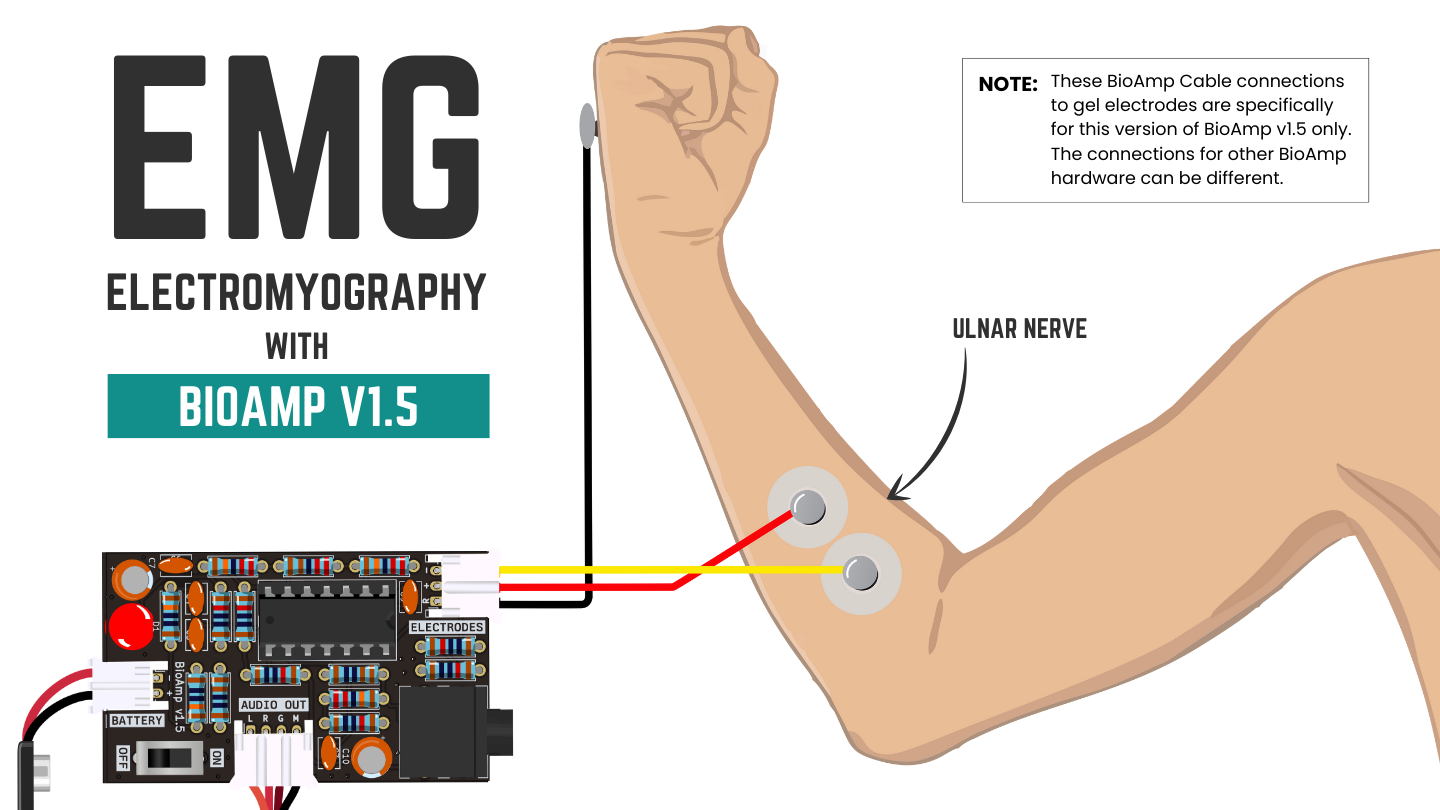 EMG
ELECTROMYOGRAPHY
WITH
BIOAMP V1.5
NOTE: These BioAmp Cable connections
to gel electrodes are specifically
for this version of BioAmp v1.5 only.
The connections for other BioAmp
hardware can be different.
ULNAR NERVE
- + R
ELECTRODES
BioAmp v1.5
- +
BATTERY
OFF
ON
AUDIO OUT
L R G M
C10